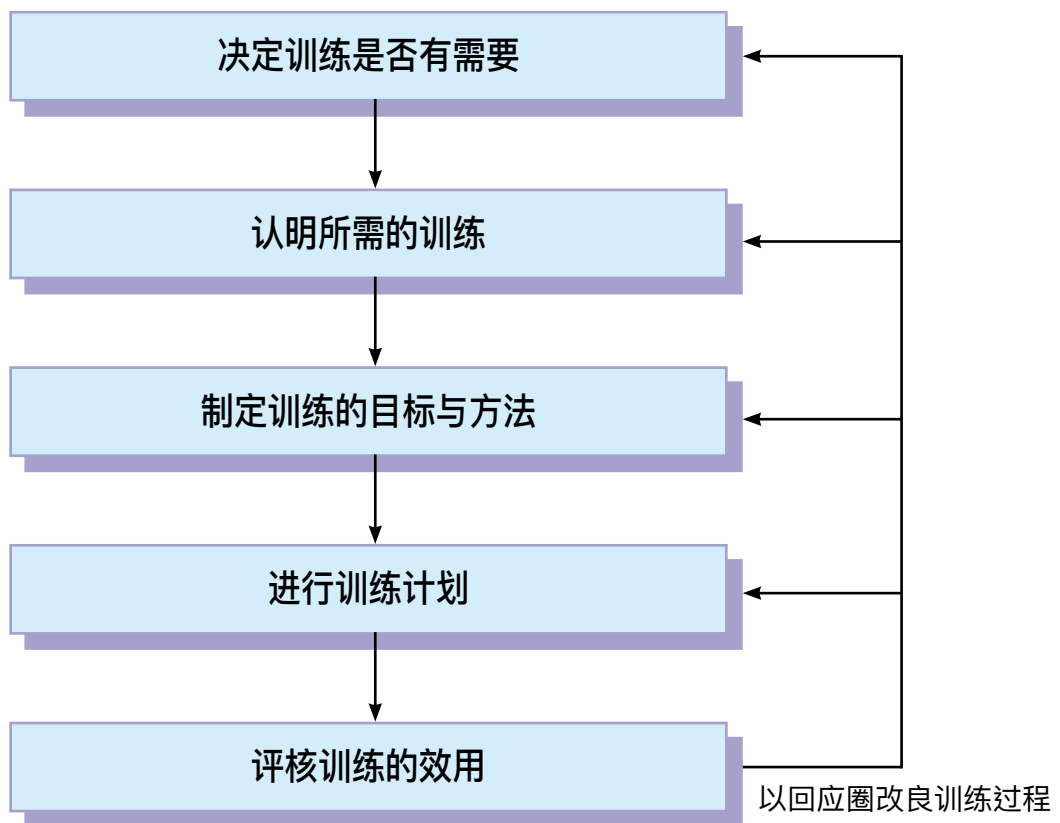 决定训练是否有需要
认明所需的训练
制定训练的目标与方法
进行训练计划
评核训练的效用
以回应圈改良训练过程